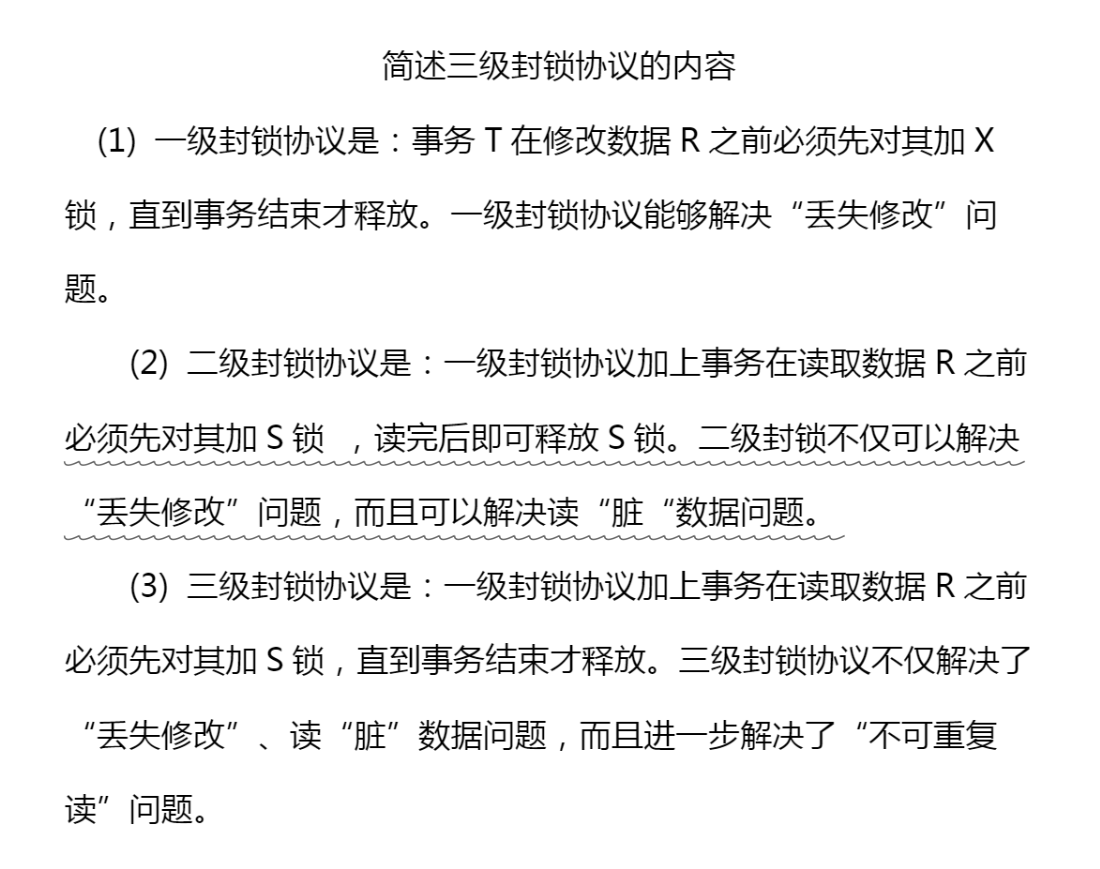 简述三级封锁协议的内容
(1) 一级封锁协议是：事务 T 在修改数据 R 之前必须先对其加 X
锁，直到事务结束才释放。一级封锁协议能够解决“丢失修改”问
题。
(2) 二级封锁协议是：一级封锁协议加上事务在读取数据 R 之前
必须先对其加 S 锁 ，读完后即可释放 S 锁。二级封锁不仅可以解决
“丢失修改”问题，而且可以解决读“脏“数据问题。
(3) 三级封锁协议是：一级封锁协议加上事务在读取数据 R 之前
必须先对其加 S 锁，直到事务结束才释放。三级封锁协议不仅解决了
“丢失修改”、读“脏”数据问题，而且进一步解决了“不可重复
读”问题。